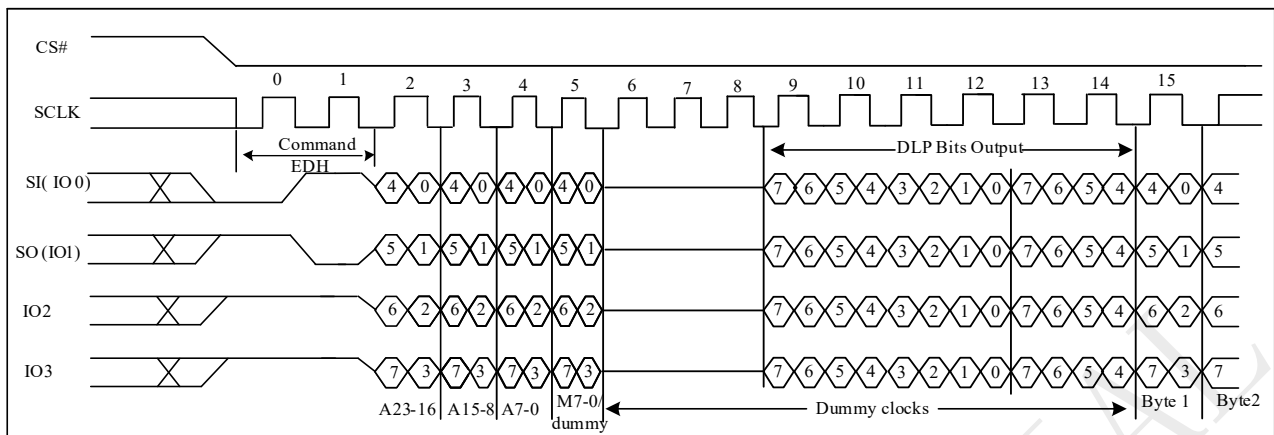 CS#
0 1 2 3 4 5 6 7 8 9 10 11 12 13 14 15
SCLK
Command
EDH
DLP Bits Output
SI( IO 0) 4 0 4 0 4 0 4 0 7 6 5 4 3 2 1 0 7 6 5 4 4 0 4
SO (IO1) 5 1 5 1 5 1 5 1 7 6 5 4 3 2 1 0 7 6 5 4 5 1 5
IO2 6 2 6 2 6 2 6 2 7 6 5 4 3 2 1 0 7 6 5 4 6 2 6
IO3 7 3 7 3 7 3 7 3 7 6 5 4 3 2 1 0 7 6 5 4 7 3 7
A23-16 A15-8 A7-0 M7-0/
dummy
Dummy clocks
Byte 1 Byte2